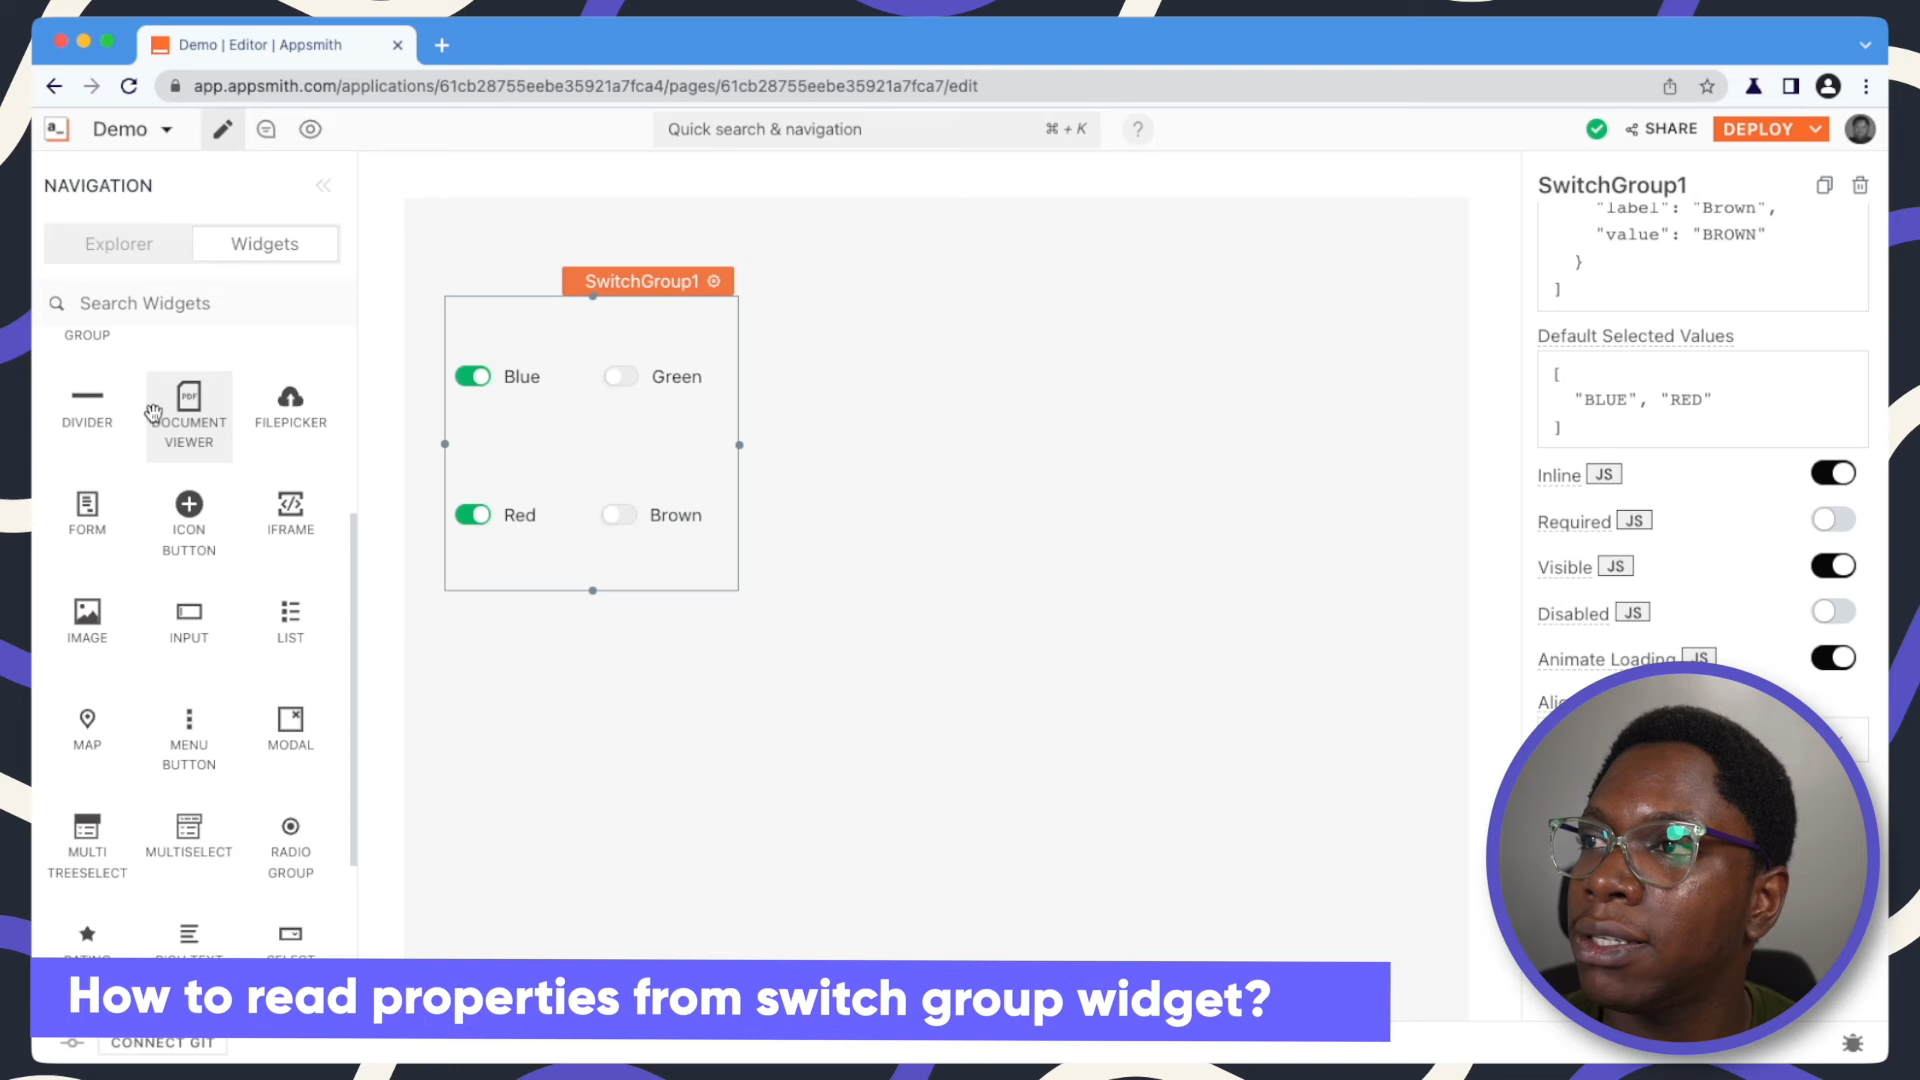 Demo | Editor | Appsmith
app.appsmith.com/applications/61cb28755eebe35921a7fca4/pages/61cb28755eebe35921a7fca7/edit
a_
Demo
Quick search & navigation
⌘ + K
?
SHARE
DEPLOY
NAVIGATION
Explorer
Widgets
Search Widgets
GROUP
DIVIDER
PDF
DOCUMENT
VIEWER
FILEPICKER
FORM
ICON
BUTTON
IFRAME
IMAGE
INPUT
LIST
MAP
MENU
BUTTON
MODAL
MULTI
TREESELECT
MULTISELECT
RADIO
GROUP
CONNECT GIT
SwitchGroup1
Blue
Green
Red
Brown
SwitchGroup1
"label": "Brown",
"value": "BROWN"
}
]
Default Selected Values
[
"BLUE", "RED"
]
Inline JS
Required JS
Visible JS
Disabled JS
Animate Loading JS
How to read properties from switch group widget?